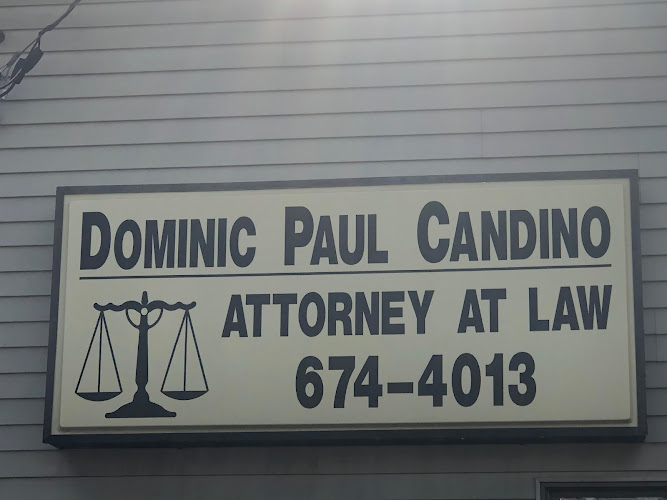 DOMINIC PAUL CANDINO
ATTORNEY AT LAW
674-4013